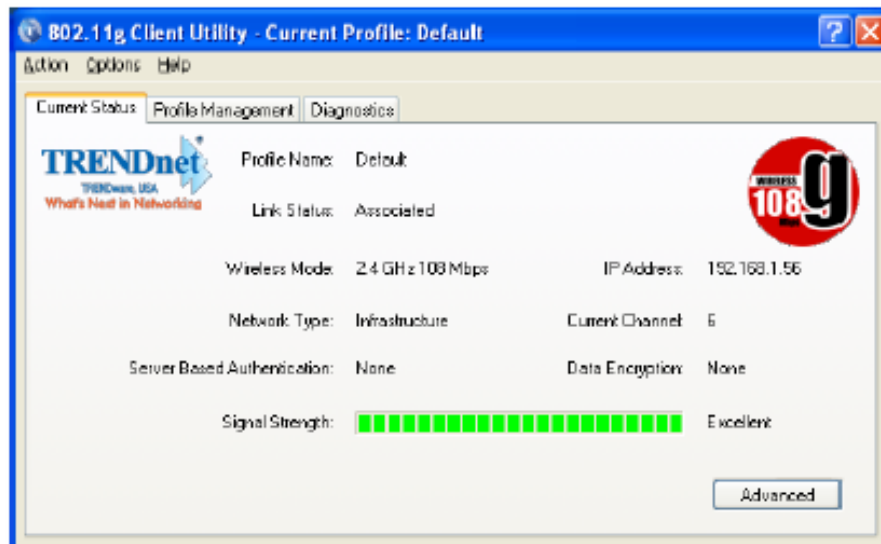 802.11g Client Utility - Current Profile: Default
Action Options Help
Current Status Profile Management Diagnostics
TRENDnet
TRENDware, USA
What's Next in Networking
Profile Name: Default
Link Status: Associated
WIRELESS
108 g
Mbps
Wireless Mode: 2.4 GHz 108 Mbps IP Address: 192.168.1.56
Network Type: Infrastructure Current Channel: 6
Server Based Authentication: None Data Encryption: None
Signal Strength: Excellent
Advanced